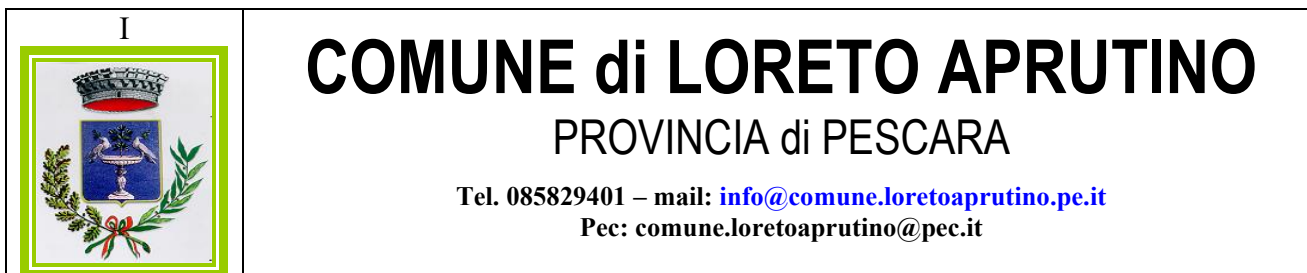 I
COMUNE di LORETO APRUTINO
PROVINCIA di PESCARA
Tel. 085829401 – mail: info@comune.loretoaprutino.pe.it
Pec: comune.loretoaprutino@pec.it